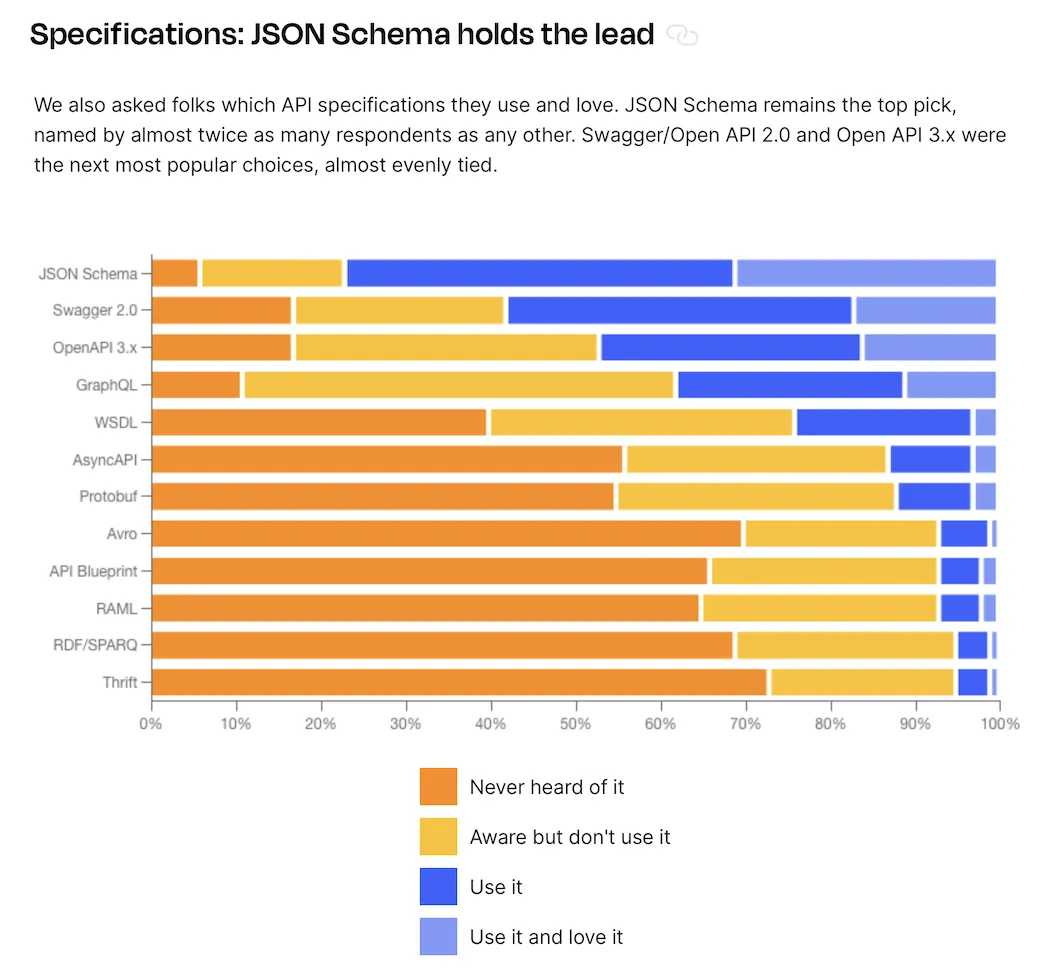 Specifications: JSON Schema holds the lead
We also asked folks which API specifications they use and love. JSON Schema remains the top pick,
named by almost twice as many respondents as any other. Swagger/Open API 2.0 and Open API 3.x were
the next most popular choices, almost evenly tied.
JSON Schema
Swagger 2.0
OpenAPI 3.x
GraphQL
WSDL
AsyncAPI
Protobuf
Avro
API Blueprint
RAML
RDF/SPARQ
Thrift
0% 10% 20% 30% 40% 50% 60% 70% 80% 90% 100%
Never heard of it
Aware but don't use it
Use it
Use it and love it